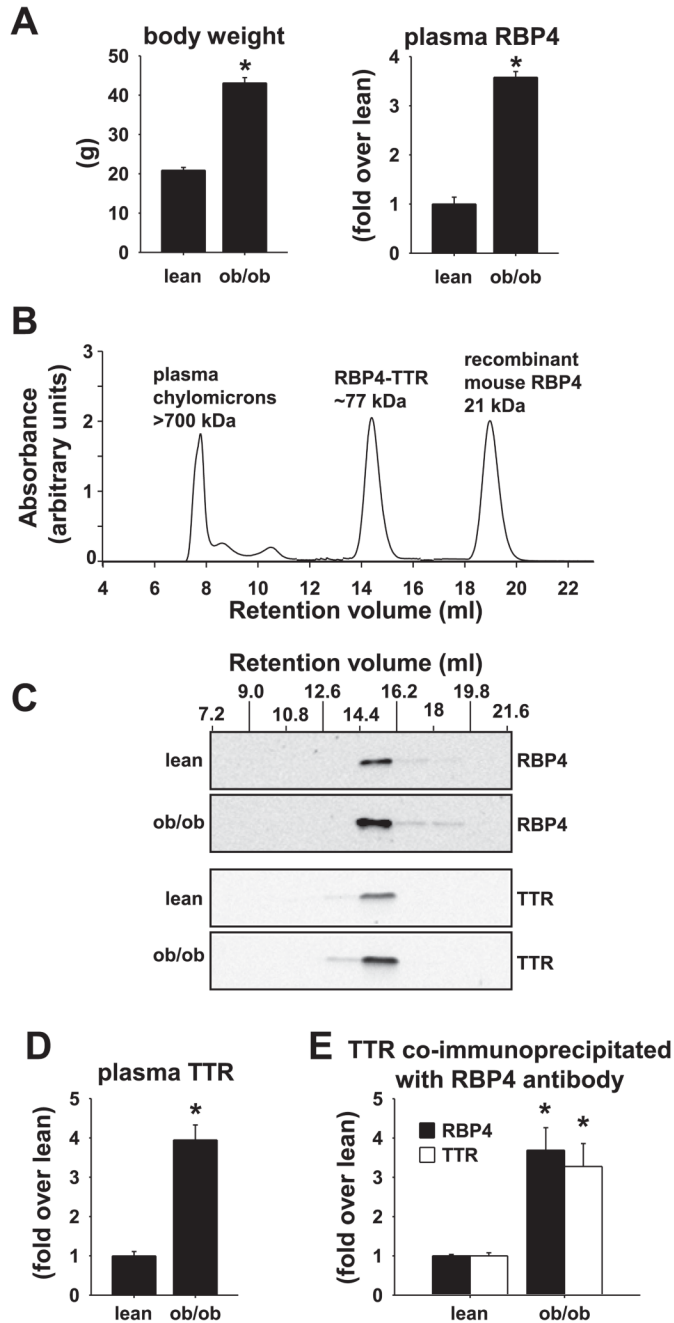 A
body weight
plasma RBP4
(g)
50
40
30
20
10
0
*
lean ob/ob
(fold over lean)
4
3
2
1
0
*
lean ob/ob
B
Absorbance
(arbitrary units)
3
2
1
0
plasma
chylomicrons
>700 kDa
RBP4-TTR
~77 kDa
recombinant
mouse RBP4
21 kDa
4 6 8 10 12 14 16 18 20 22
Retention volume (ml)
C
Retention volume (ml)
9.0 12.6 16.2 19.8
7.2 10.8 14.4 18 21.6
lean RBP4
ob/ob RBP4
lean TTR
ob/ob TTR
D
plasma TTR
(fold over lean)
5
4
3
2
1
0
*
lean ob/ob
E
TTR co-immunoprecipitated
with RBP4 antibody
(fold over lean)
5
4
3
2
1
0
RBP4
TTR
* *
lean ob/ob